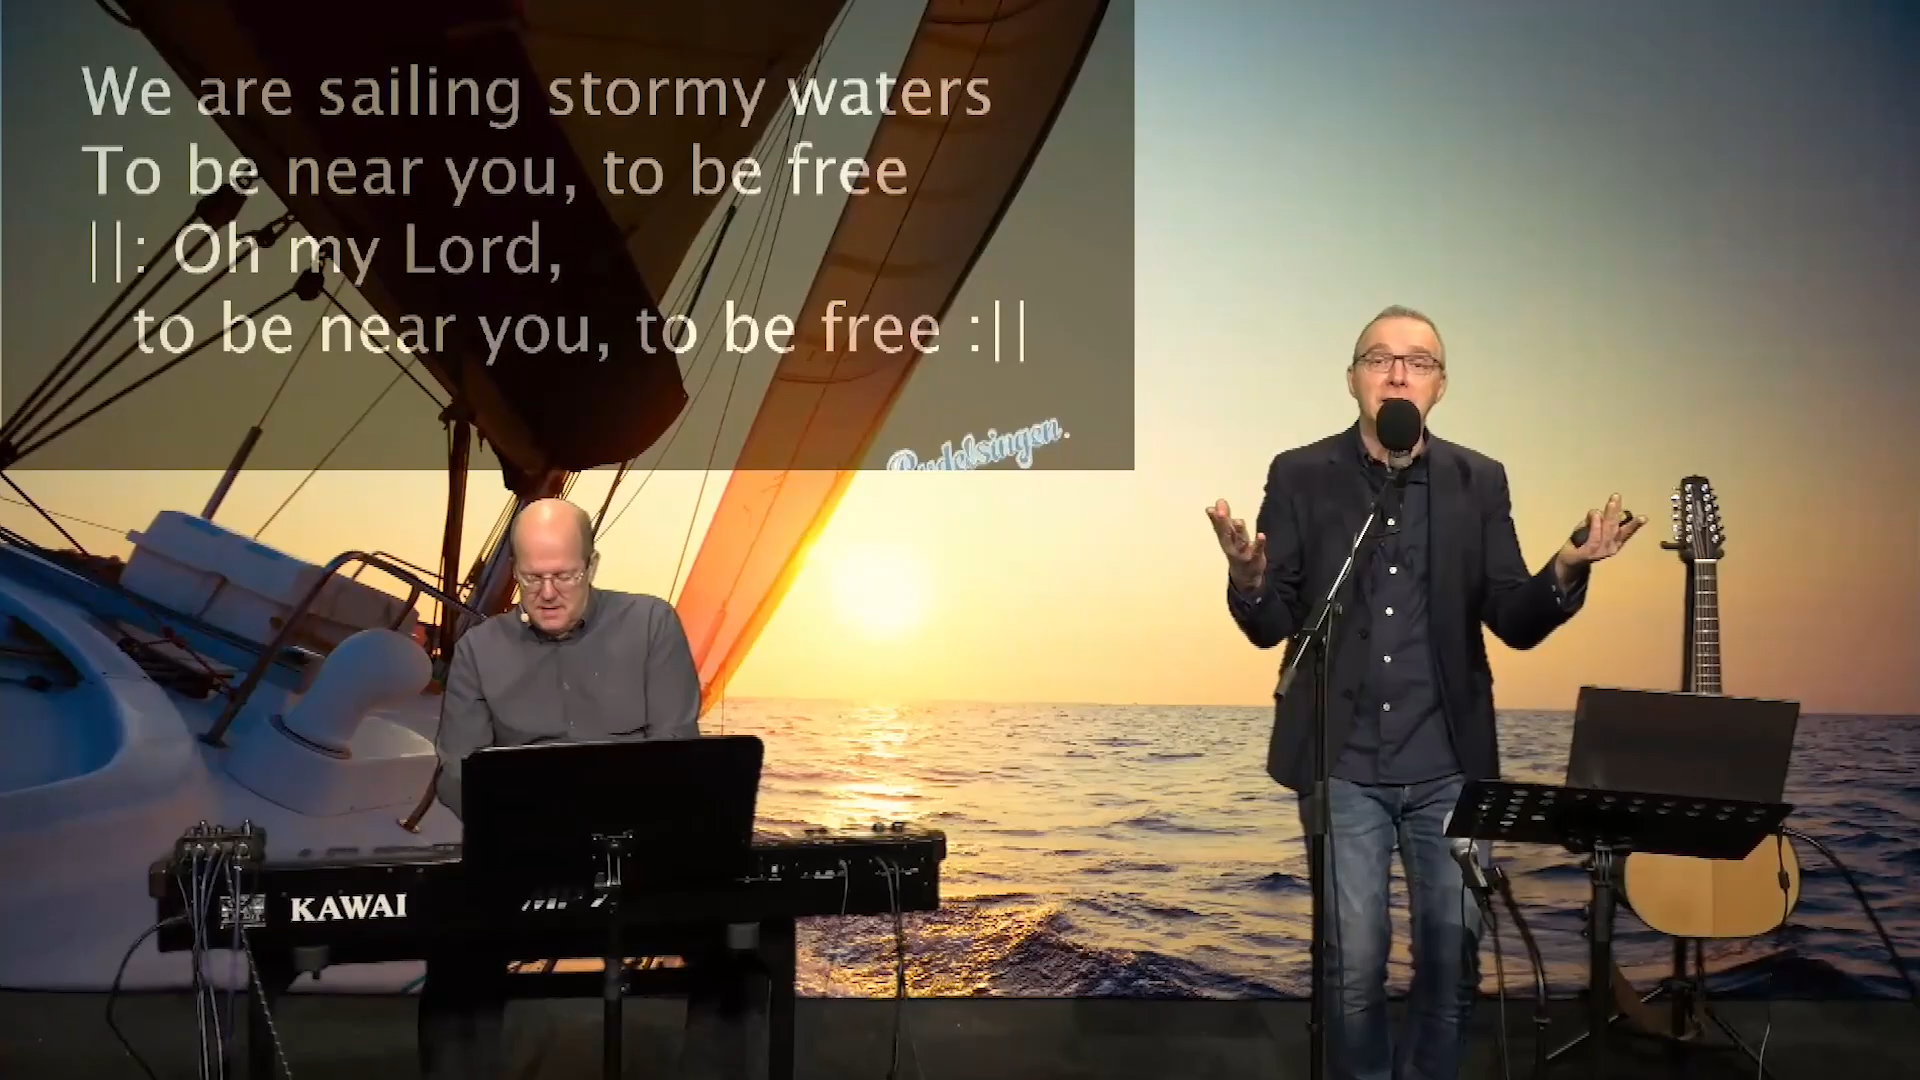 We are sailing stormy waters
To be near you, to be free
||: Oh my Lord,
to be near you, to be free :||
Rudelsingen.
KAWAI